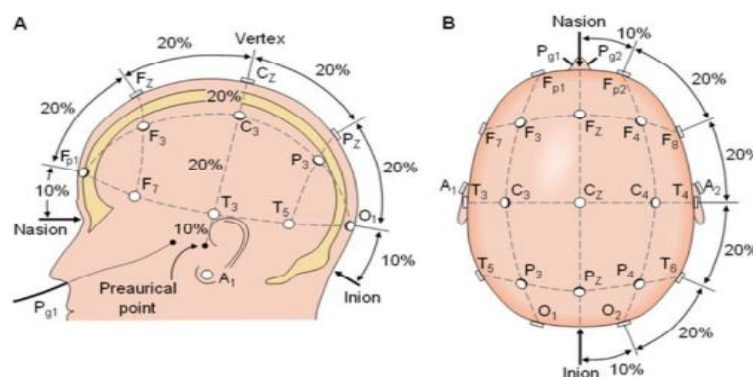 A
20%
Vertex
20%
FZ
CZ
20%
20%
20%
F3
C3
PZ
Fp1
20%
P3
20%
10%
F7
T3
T5
O1
Nasion
10%
10%
A1
Preaurical
point
Inion
Pg1
B
Nasion
10%
Pg1
Pg2
Fp1
Fp2
20%
F7
F3
FZ
F4
F8
20%
A1
T3
C3
CZ
C4
T4
A2
20%
T5
P3
PZ
P4
T6
O1
O2
20%
Inion
10%